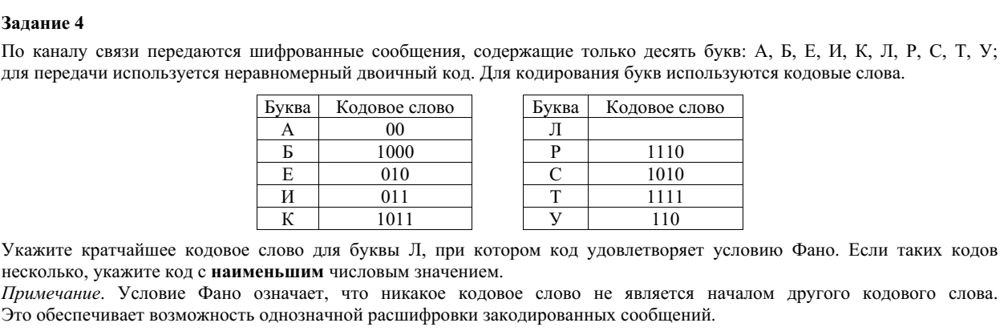 Задание 4
По каналу связи передаются шифрованные сообщения, содержащие только десять букв: А, Б, Е, И, К, Л, Р, С, Т, У;
для передачи используется неравномерный двоичный код. Для кодирования букв используются кодовые слова.
Буква Кодовое слово Буква Кодовое слово
А 00 Л
Б 1000 Р 1110
Е 010 С 1010
И 011 Т 1111
К 1011 У 110
Укажите кратчайшее кодовое слово для буквы Л, при котором код удовлетворяет условию Фано. Если таких кодов
несколько, укажите код с наименьшим числовым значением.
Примечание. Условие Фано означает, что никакое кодовое слово не является началом другого кодового слова.
Это обеспечивает возможность однозначной расшифровки закодированных сообщений.